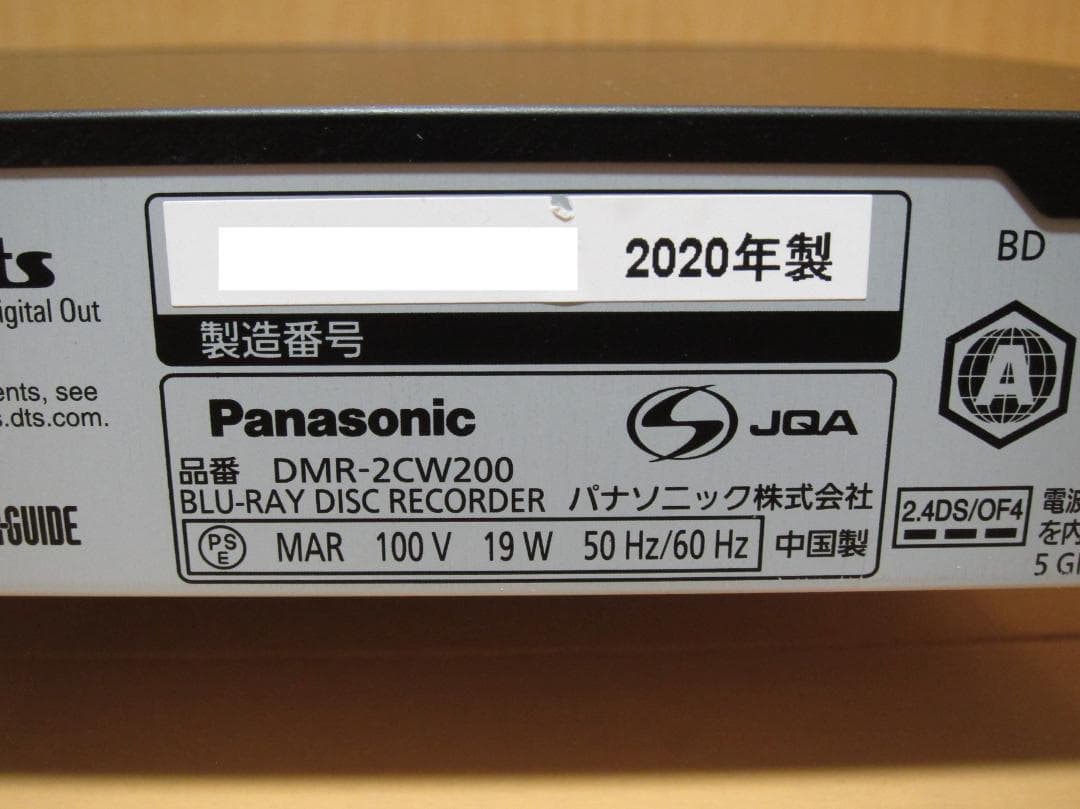 2020年製
製造番号
Panasonic
JQA
品番 DMR-2CW200
BLU-RAY DISC RECORDER パナソニック株式会社
PSE MAR 100 V 19 W 50 Hz/60 Hz 中国製
ts
igital Out
ents, see
s.dts.com.
GUIDE
BD
A
2.4DS/OF4
電波
を内
5 GH